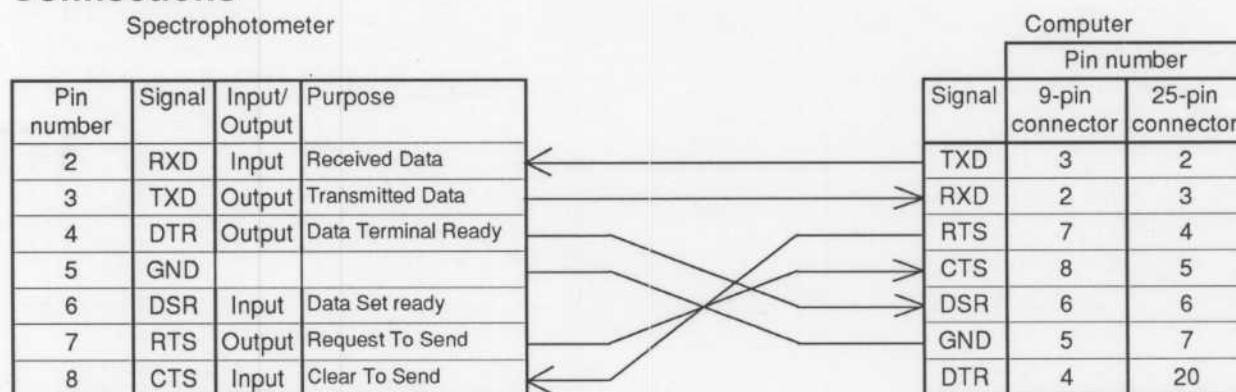 Spectrophotometer
Computer
Pin number
Pin number Signal Input/Output Purpose
Signal 9-pin connector 25-pin connector
2 RXD Input Received Data
TXD 3 2
3 TXD Output Transmitted Data
RXD 2 3
4 DTR Output Data Terminal Ready
RTS 7 4
5 GND
CTS 8 5
6 DSR Input Data Set ready
DSR 6 6
7 RTS Output Request To Send
GND 5 7
8 CTS Input Clear To Send
DTR 4 20